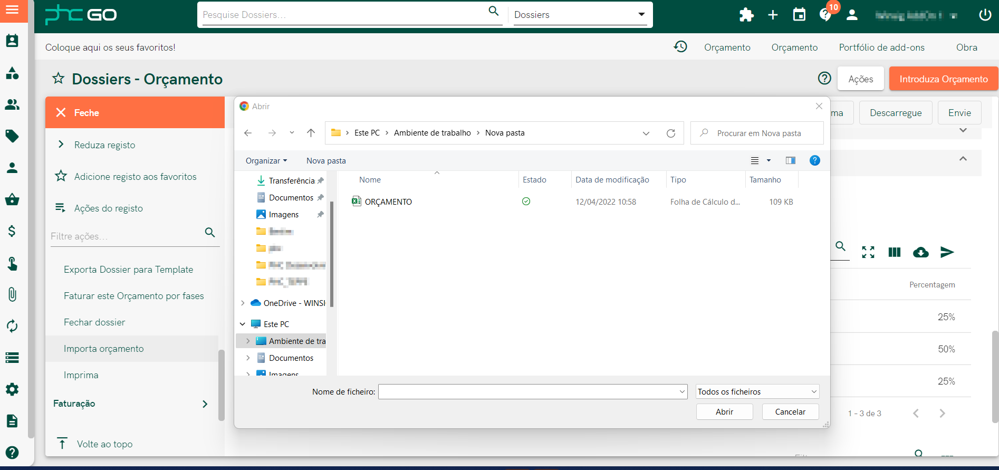 phc GO
Pesquise Dossiers...
Dossiers
10
Coloque aqui os seus favoritos!
Orçamento
Orçamento
Portfólio de add-ons
Obra
Dossiers - Orçamento
Ações
Introduza Orçamento
Feche
Reduza registo
Adicione registo aos favoritos
Ações do registo
Filtre ações...
Exporta Dossier para Template
Faturar este Orçamento por fases
Fechar dossier
Importa orçamento
Imprima
Faturação
Volte ao topo
Abrir
Este PC
Ambiente de trabalho
Nova pasta
Procurar em Nova pasta
Organizar
Nova pasta
Transferência
Documentos
Imagens
OneDrive - WINSI
Este PC
Ambiente de tra
Documentos
Imagens
Nome
Estado
Data de modificação
Tipo
Tamanho
ORÇAMENTO
12/04/2022 10:58
Folha de Cálculo d...
109 KB
Nome de ficheiro:
Todos os ficheiros
Abrir
Cancelar
ma
Descarregue
Envie
Percentagem
25%
50%
25%
1 - 3 de 3